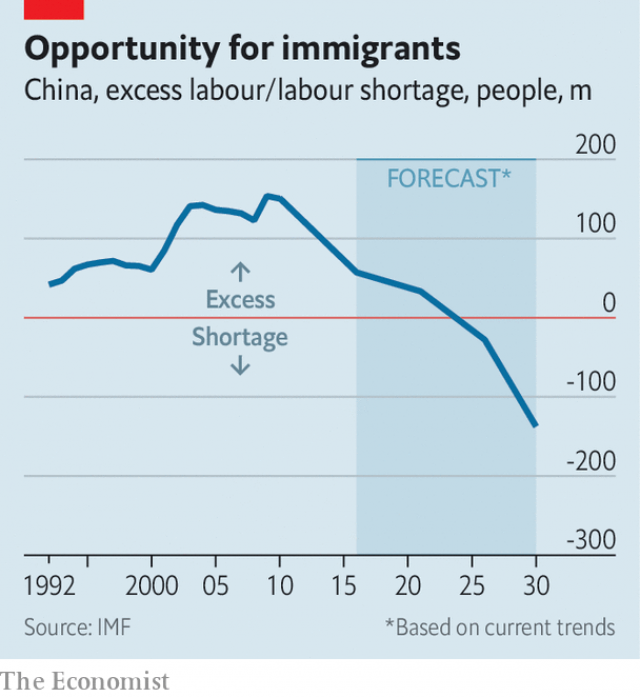 Opportunity for immigrants
China, excess labour/labour shortage, people, m
200
FORECAST*
100
Excess
0
Shortage
-100
-200
-300
1992 2000 05 10 15 20 25 30
Source: IMF *Based on current trends
The Economist